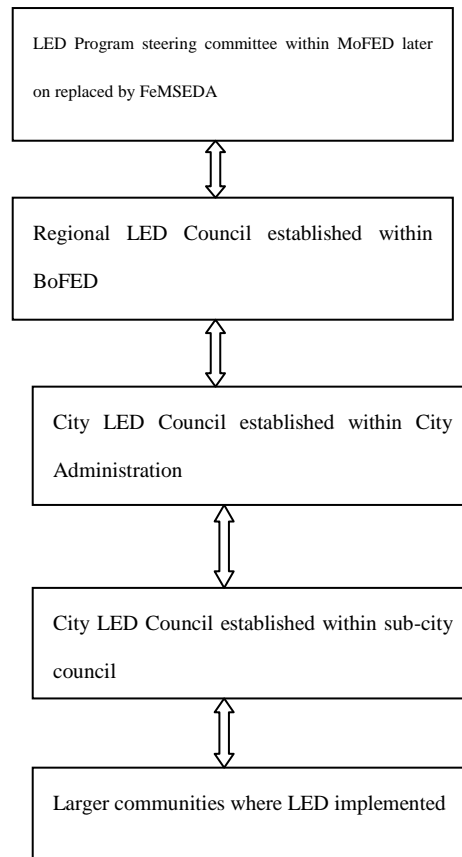 LED Program steering committee within MoFED later
on replaced by FeMSEDA
Regional LED Council established within
BoFED
City LED Council established within City
Administration
City LED Council established within sub-city
council
Larger communities where LED implemented